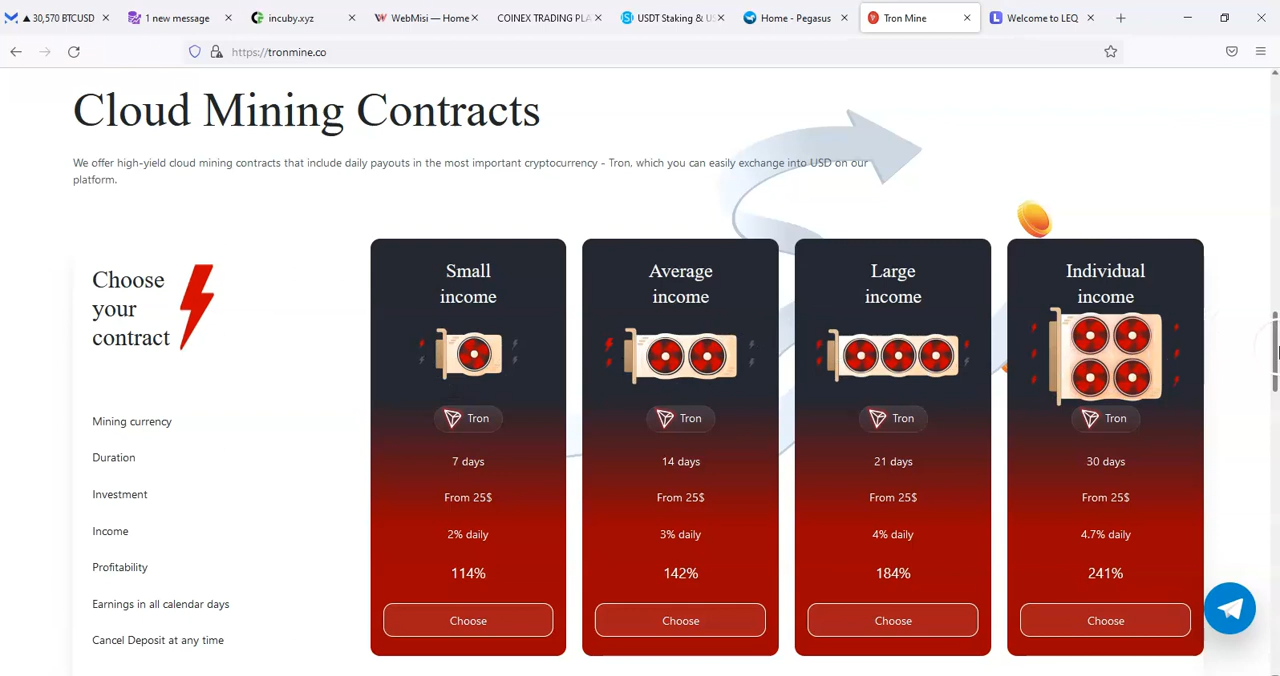 ▲ 30,570 BTCUSD
1 new message
incuby.xyz
WebMisi — Home
COINEX TRADING PLA
USDT Staking & US
Home - Pegasus
Tron Mine
Welcome to LEQ
https://tronmine.co
Cloud Mining Contracts
We offer high-yield cloud mining contracts that include daily payouts in the most important cryptocurrency - Tron, which you can easily exchange into USD on our
platform.
Choose
your
contract
Small
income
Average
income
Large
income
Individual
income
Tron
Tron
Tron
Tron
Mining currency
Duration
7 days
14 days
21 days
30 days
Investment
From 25$
From 25$
From 25$
From 25$
Income
2% daily
3% daily
4% daily
4.7% daily
Profitability
114%
142%
184%
241%
Earnings in all calendar days
Choose
Choose
Choose
Choose
Cancel Deposit at any time